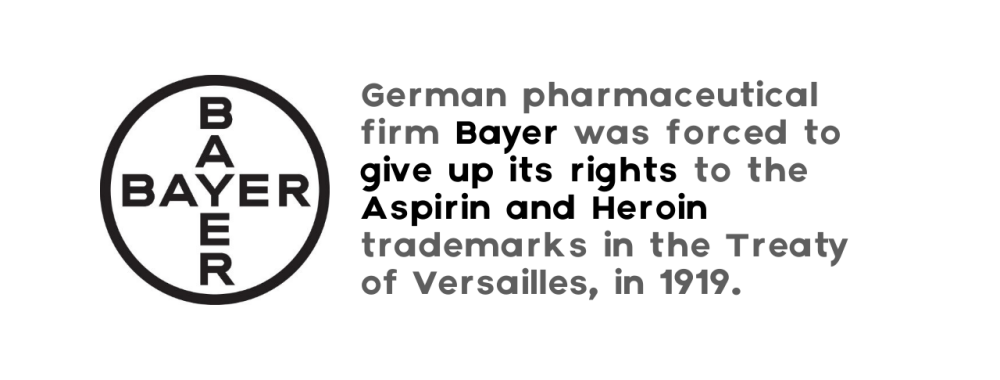 BAYER
BAYER
German pharmaceutical
firm Bayer was forced to
give up its rights to the
Aspirin and Heroin
trademarks in the Treaty
of Versailles, in 1919.